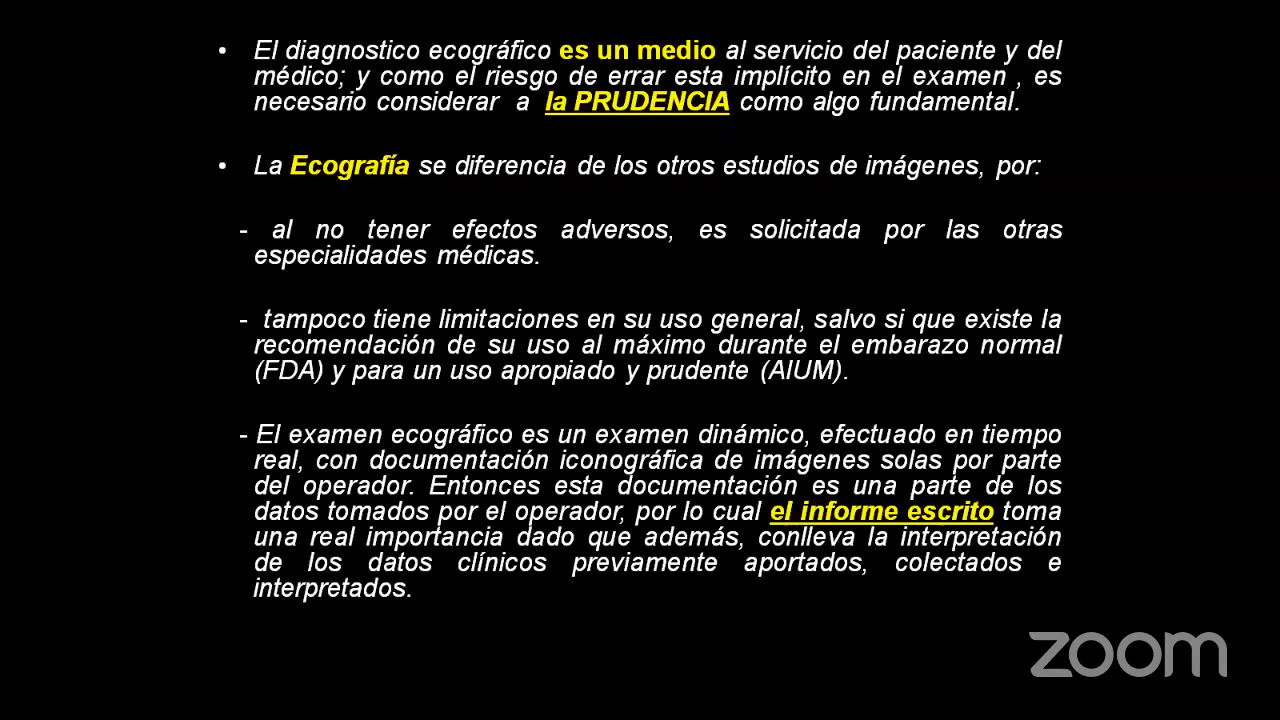 • El diagnostico ecográfico es un medio al servicio del paciente y del
médico; y como el riesgo de errar esta implícito en el examen , es
necesario considerar a la PRUDENCIA como algo fundamental.
• La Ecografía se diferencia de los otros estudios de imágenes, por:
- al no tener efectos adversos, es solicitada por las otras
especialidades médicas.
- tampoco tiene limitaciones en su uso general, salvo si que existe la
recomendación de su uso al máximo durante el embarazo normal
(FDA) y para un uso apropiado y prudente (AIUM).
- El examen ecográfico es un examen dinámico, efectuado en tiempo
real, con documentación iconográfica de imágenes solas por parte
del operador. Entonces esta documentación es una parte de los
datos tomados por el operador, por lo cual el informe escrito toma
una real importancia dado que además, conlleva la interpretación
de los datos clínicos previamente aportados, colectados e
interpretados.
zoom